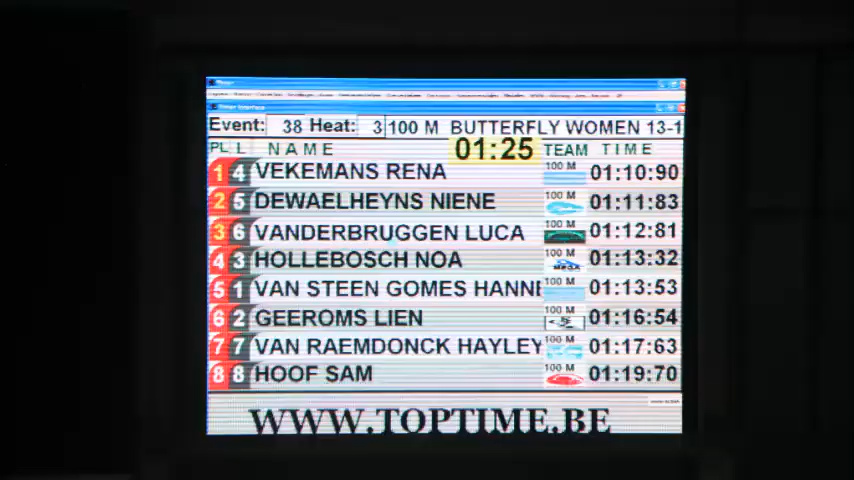 Event: 38 Heat: 3 100 M BUTTERFLY WOMEN 13-1
PL L NAME 01:25 TEAM TIME
1 4 VEKEMANS RENA 100 M 01:10:90
2 5 DEWAELHEYNS NIENE 100 M 01:11:83
3 6 VANDERBRUGGEN LUCA 100 M 01:12:81
4 3 HOLLEBOSCH NOA 100 M 01:13:32
5 1 VAN STEEN GOMES HANNE 100 M 01:13:53
6 2 GEEROMS LIEN 100 M 01:16:54
7 7 VAN RAEMDONCK HAYLEY 100 M 01:17:63
8 8 HOOF SAM 100 M 01:19:70
WWW.TOPTIME.BE